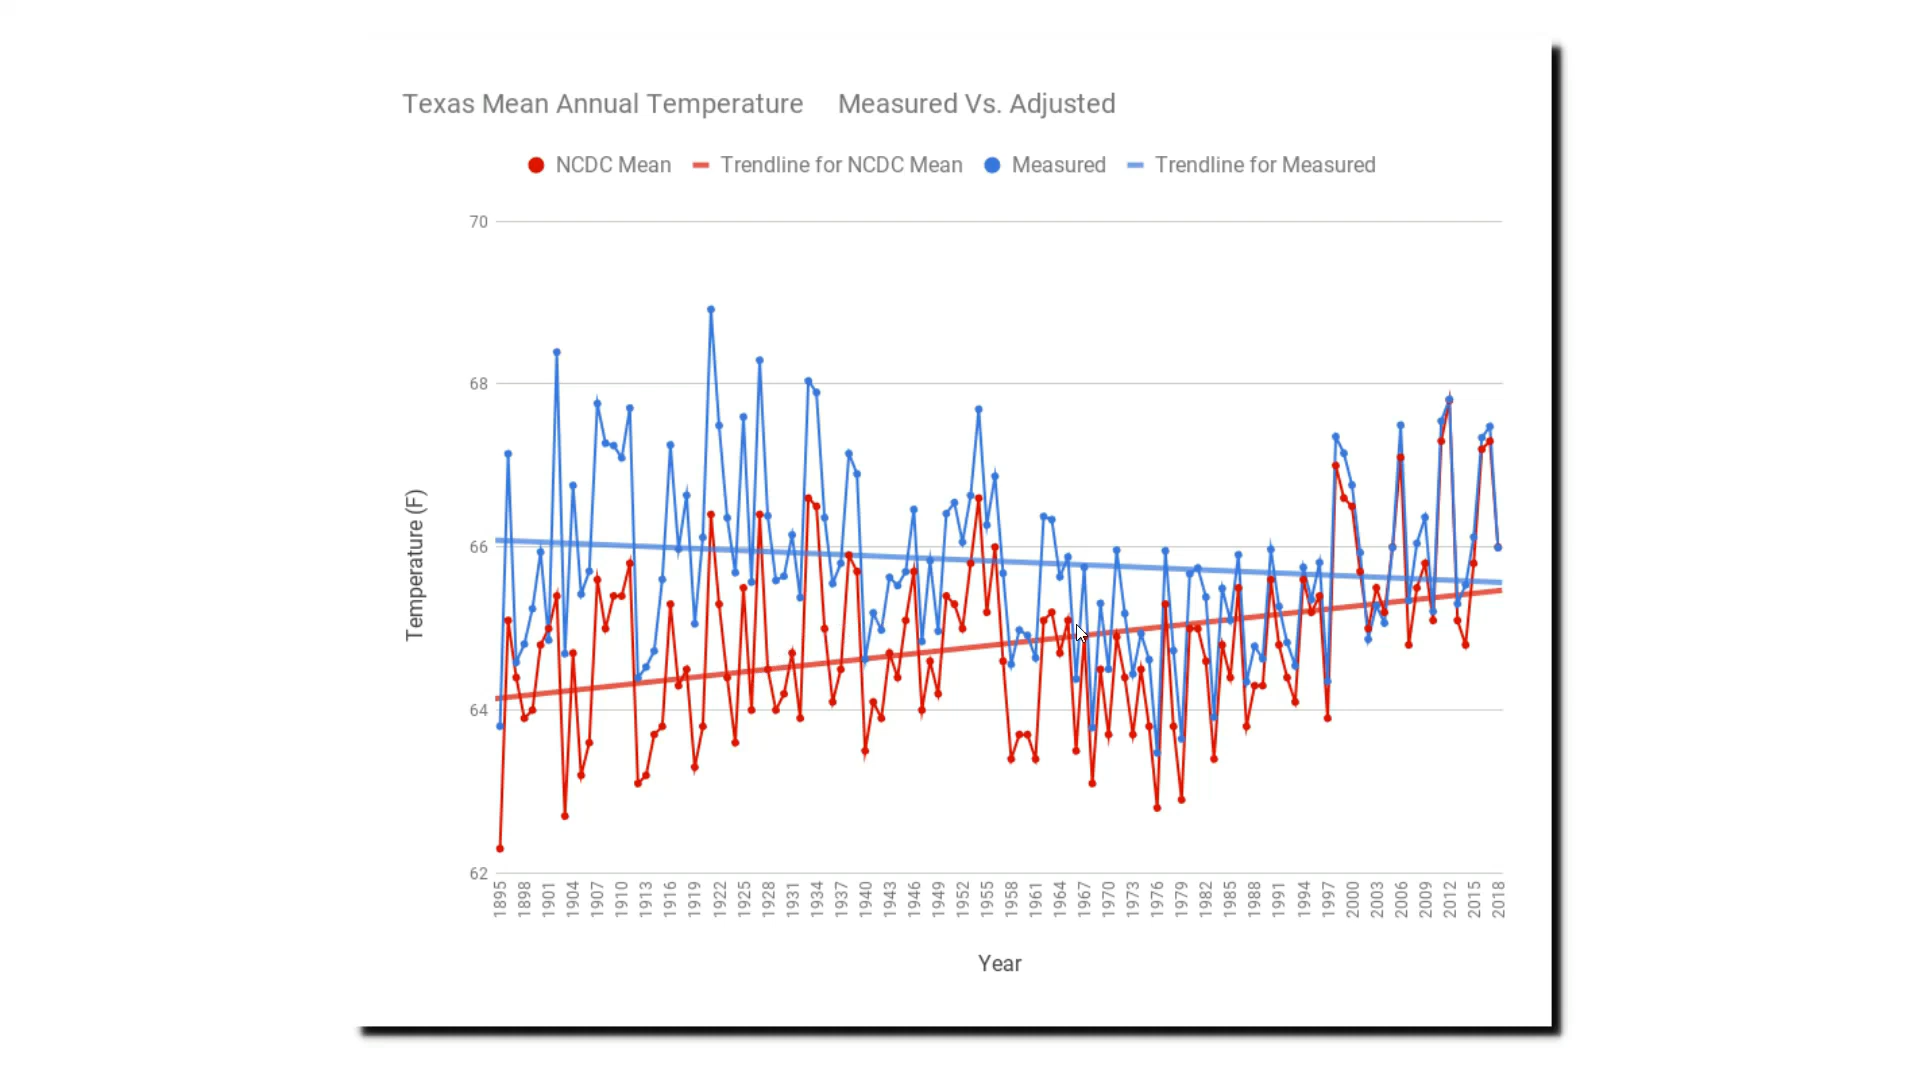 Texas Mean Annual Temperature Measured Vs. Adjusted
NCDC Mean Trendline for NCDC Mean Measured Trendline for Measured
70
68
66
64
62
Temperature (F)
1895 1898 1901 1904 1907 1910 1913 1916 1919 1922 1925 1928 1931 1934 1937 1940 1943 1946 1949 1952 1955 1958 1961 1964 1967 1970 1973 1976 1979 1982 1985 1988 1991 1994 1997 2000 2003 2006 2009 2012 2015 2018
Year